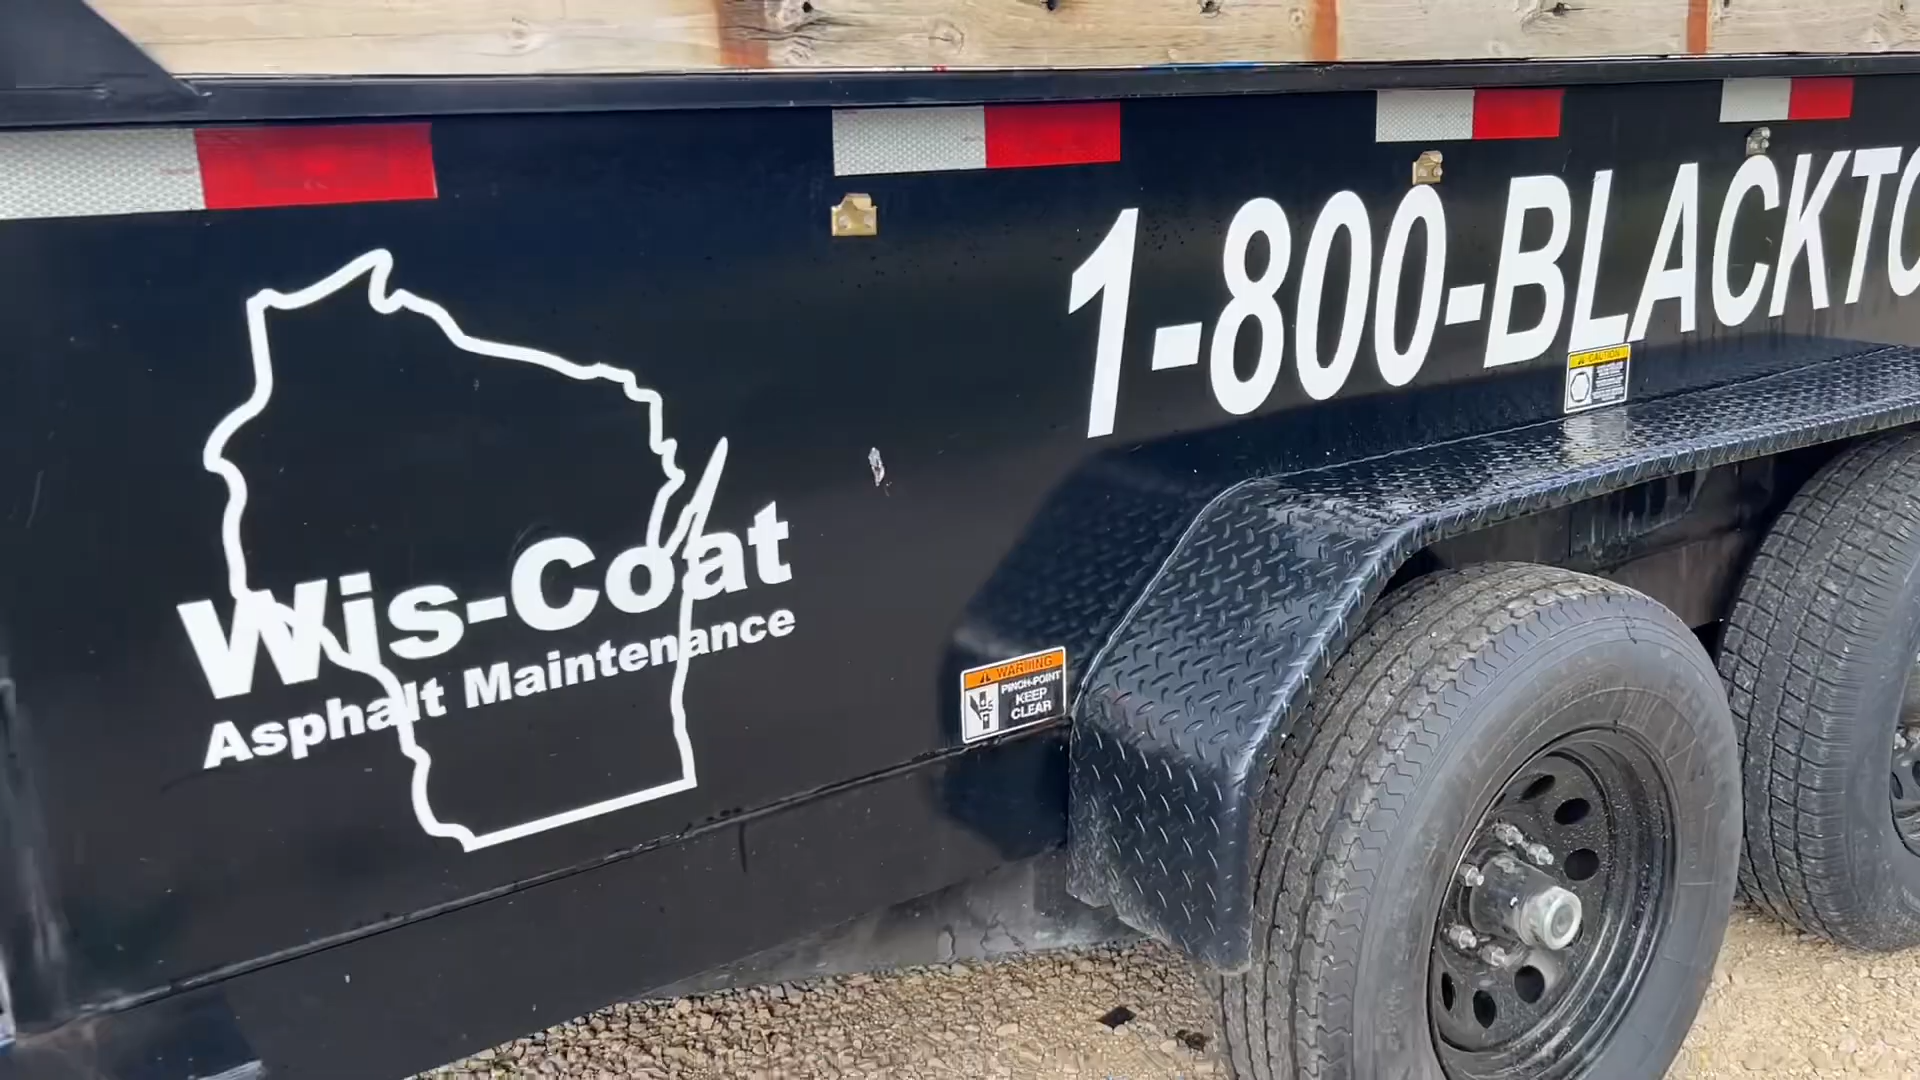 1-800-BLACKTO
CAUTION
Wis-Coat
Asphalt Maintenance
WARNING
PINCH-POINT
KEEP
CLEAR